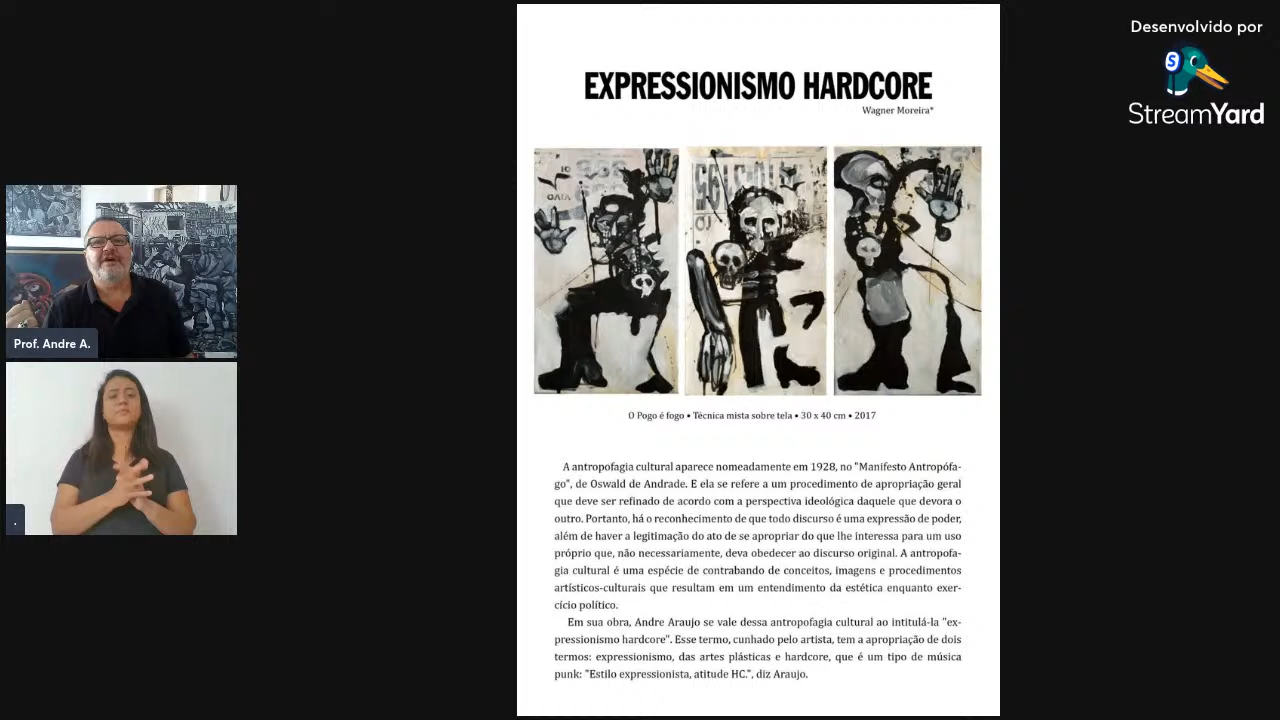 Desenvolvido por
StreamYard
EXPRESSIONISMO HARDCORE
Wagner Moreira*
O Pogo é fogo • Técnica mista sobre tela • 30 x 40 cm • 2017
A antropofagia cultural aparece nomeadamente em 1928, no "Manifesto Antropófa-
go", de Oswald de Andrade. E ela se refere a um procedimento de apropriação geral
que deve ser refinado de acordo com a perspectiva ideológica daquele que devora o
outro. Portanto, há o reconhecimento de que todo discurso é uma expressão de poder,
além de haver a legitimação do ato de se apropriar do que lhe interessa para um uso
próprio que, não necessariamente, deva obedecer ao discurso original. A antropofa-
gia cultural é uma espécie de contrabando de conceitos, imagens e procedimentos
artísticos-culturais que resultam em um entendimento da estética enquanto exer-
cício político.
Em sua obra, Andre Araujo se vale dessa antropofagia cultural ao intitulá-la "ex-
pressionismo hardcore". Esse termo, cunhado pelo artista, tem a apropriação de dois
termos: expressionismo, das artes plásticas e hardcore, que é um tipo de música
punk: "Estilo expressionista, atitude HC.", diz Araujo.
Prof. Andre A.
.